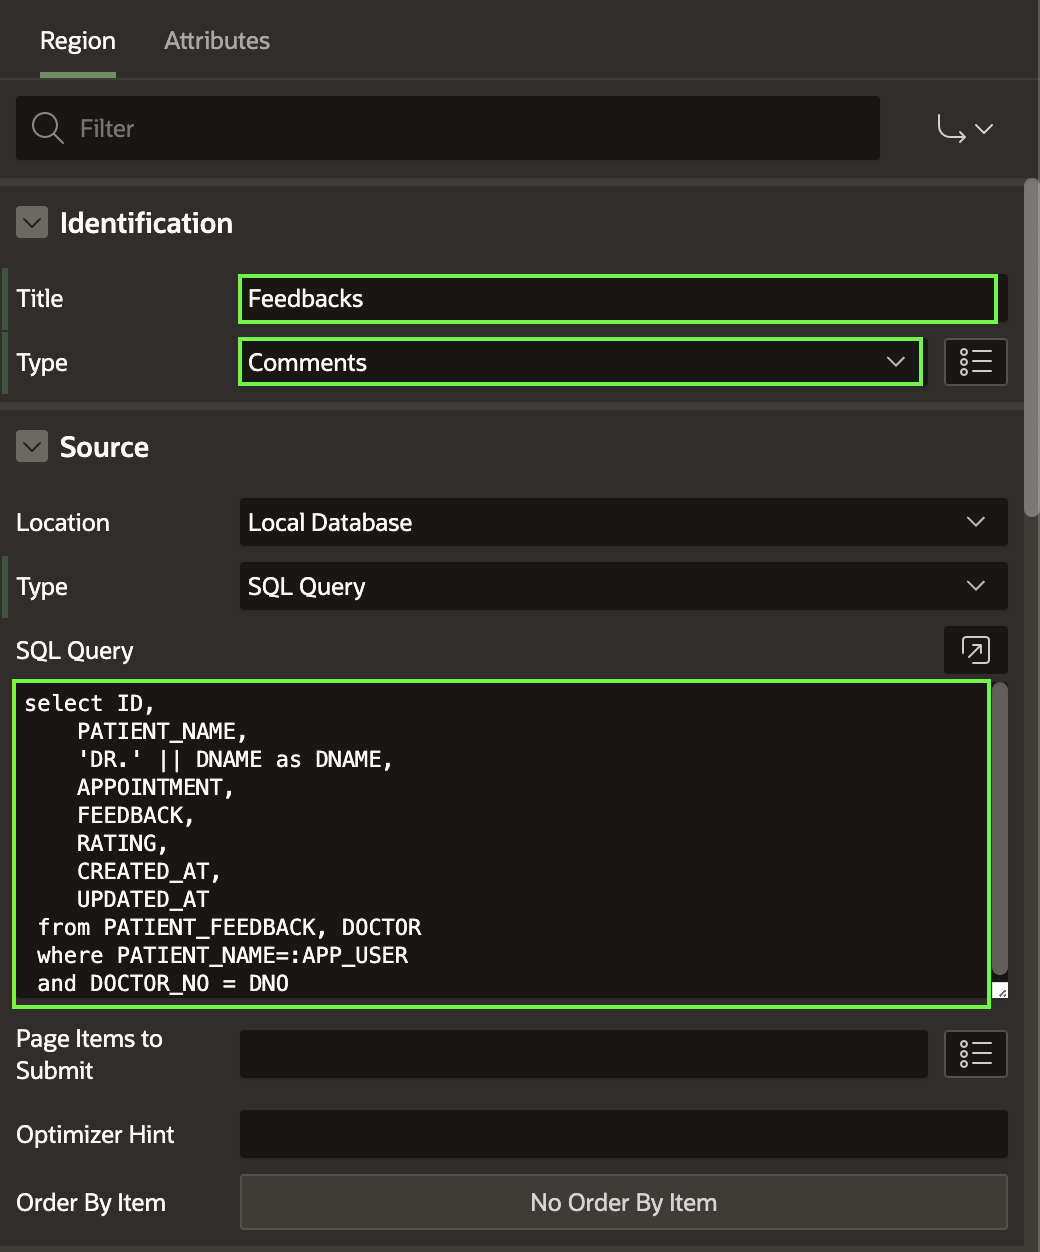 Region Attributes
Filter
Identification
Title Feedbacks
Type Comments
Source
Location Local Database
Type SQL Query
SQL Query
select ID,
    PATIENT_NAME,
    'DR.' || DNAME as DNAME,
    APPOINTMENT,
    FEEDBACK,
    RATING,
    CREATED_AT,
    UPDATED_AT
 from PATIENT_FEEDBACK, DOCTOR
 where PATIENT_NAME=:APP_USER
 and DOCTOR_NO = DNO
Page Items to
Submit
Optimizer Hint
Order By Item No Order By Item